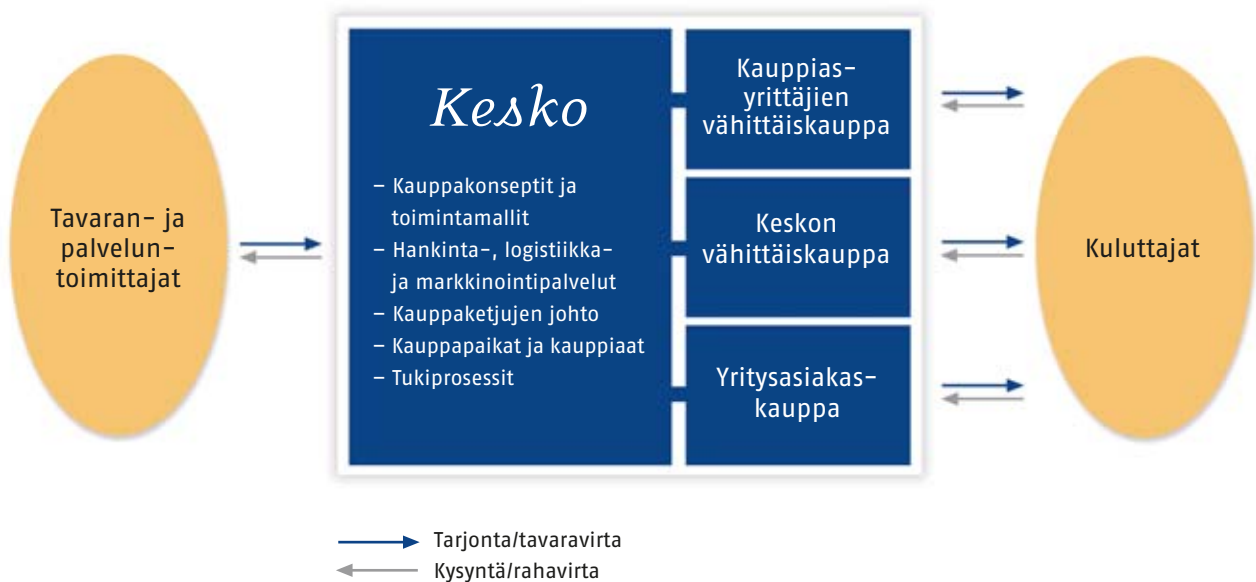 Tavaran- ja
palvelun-
toimittajat
Kesko
– Kauppakonseptit ja
toimintamallit
– Hankinta-, logistiikka-
ja markkinointipalvelut
– Kauppaketjujen johto
– Kauppapaikat ja kauppiaat
– Tukiprosessit
Kauppias-
yrittäjien
vähittäiskauppa
Keskon
vähittäiskauppa
Yritysasiakas-
kauppa
Kuluttajat
Tarjonta/tavaravirta
Kysyntä/rahavirta